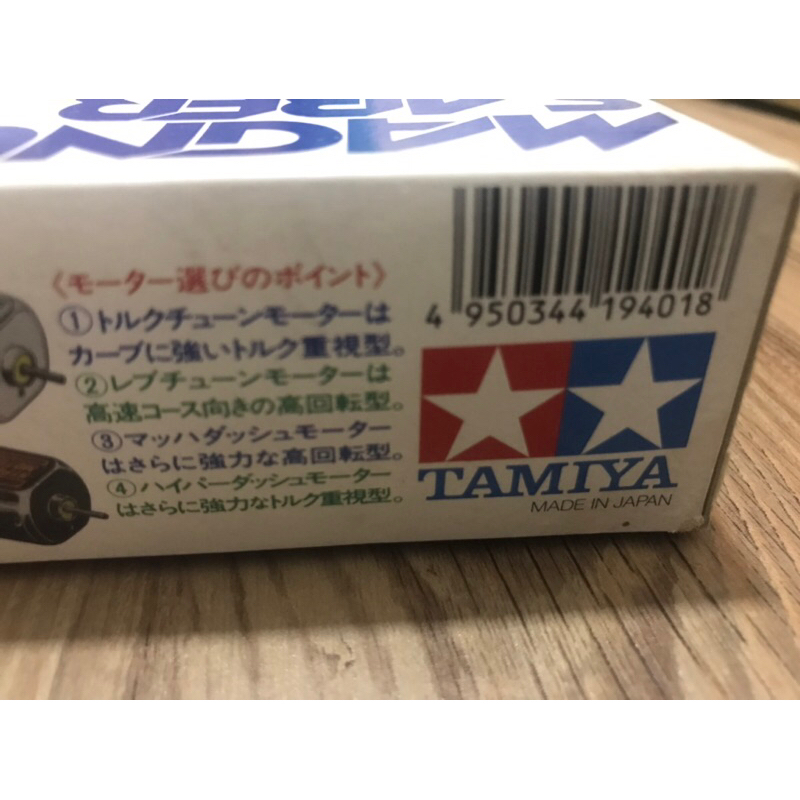 MAGN
SABER
《モーター選びのポイント》
①トルクチューンモーターは
カーブに強いトルク重視型。
②レブチューンモーターは
高速コース向きの高回転型。
③マッハダッシュモーター
はさらに強力な高回転型。
④ハイパーダッシュモーター
はさらに強力なトルク重視型。
4 950344 194018
TAMIYA
MADE IN JAPAN